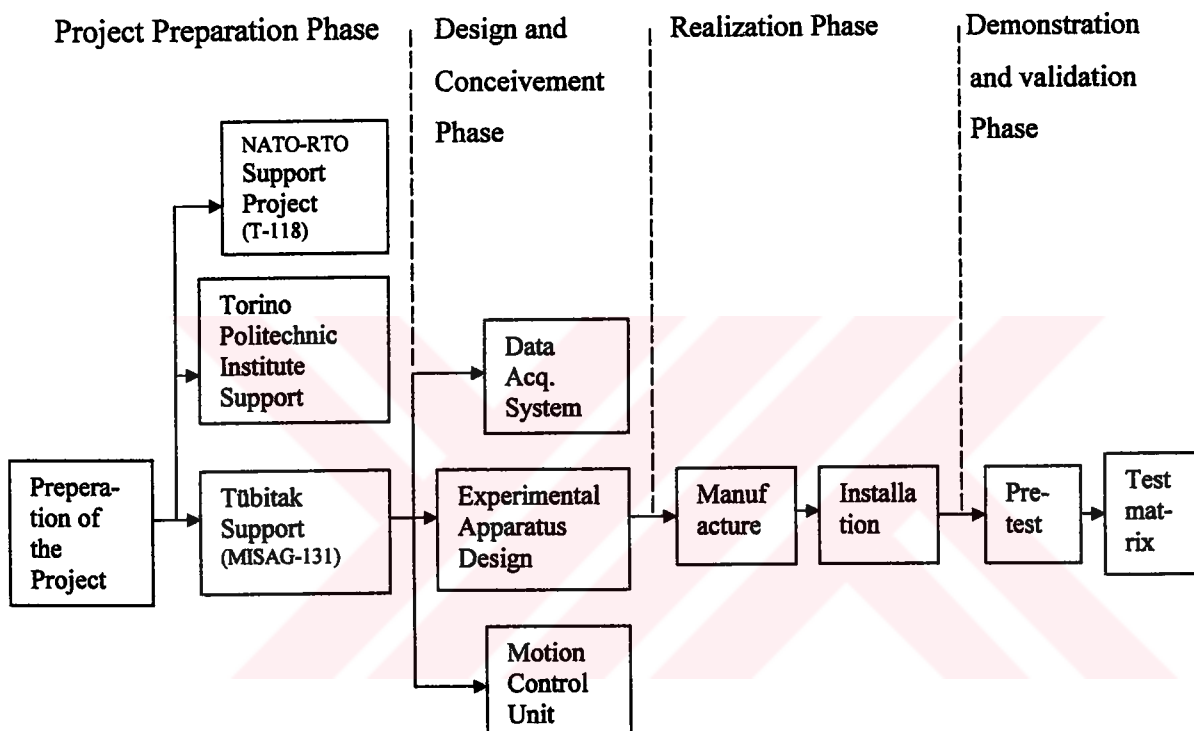 Project Preparation Phase
Design and
Conceivement
Phase
Realization Phase
Demonstration
and validation
Phase
NATO-RTO
Support
Project
(T-118)
Torino
Politechnic
Institute
Support
Prepera-
tion of
the
Project
Tübitak
Support
(MISAG-131)
Data
Acq.
System
Experimental
Apparatus
Design
Motion
Control
Unit
Manuf
acture
Installa
tion
Pre-
test
Test
mat-
rix